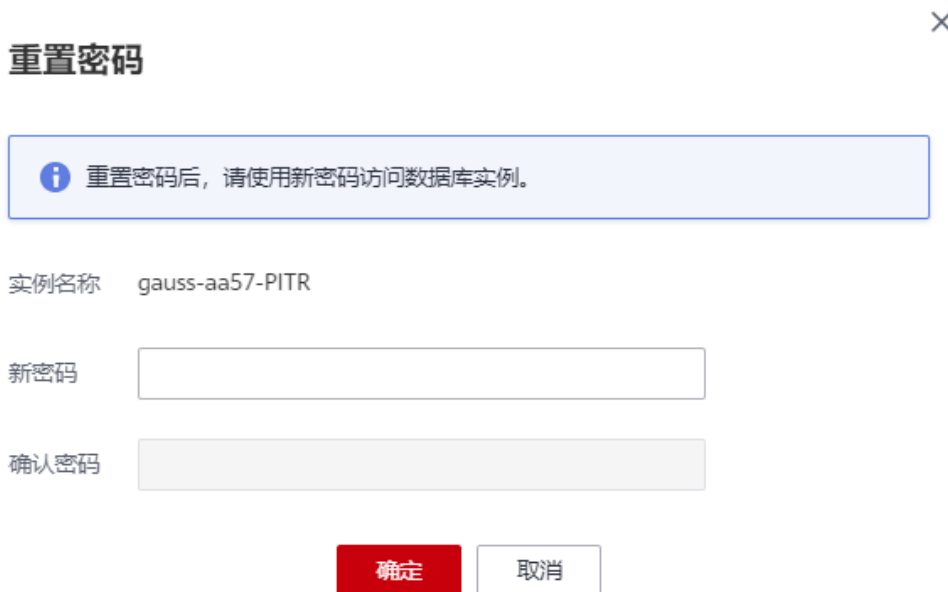 重置密码
重置密码后，请使用新密码访问数据库实例。
实例名称 gauss-aa57-PITR
新密码
确认密码
确定 取消